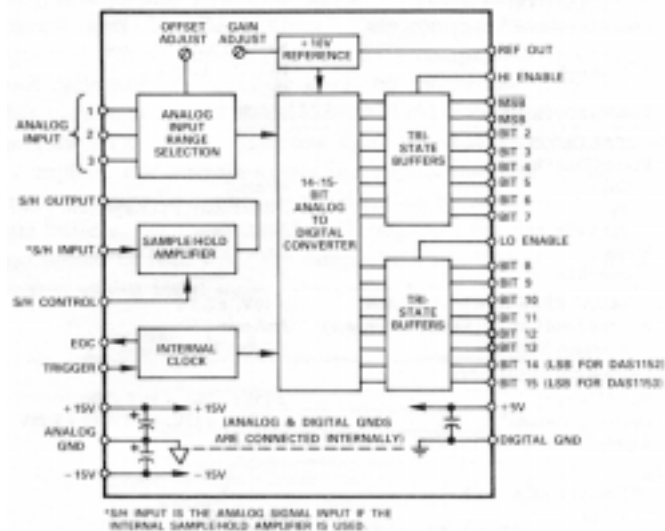 OFFSET
ADJUST
GAIN
ADJUST
+10V
REFERENCE
REF OUT
HI ENABLE
ANALOG
INPUT
1
2
3
ANALOG
INPUT
RANGE
SELECTION
MSB
MSB
BIT 2
BIT 3
BIT 4
BIT 5
BIT 6
BIT 7
TRI-
STATE
BUFFERS
14-15-
BIT
ANALOG
TO
DIGITAL
CONVERTER
S/H OUTPUT
*S/H INPUT
SAMPLE/HOLD
AMPLIFIER
S/H CONTROL
LO ENABLE
BIT 8
BIT 9
BIT 10
BIT 11
BIT 12
BIT 13
BIT 14 (LSB FOR DAS1152)
BIT 15 (LSB FOR DAS1153)
TRI-
STATE
BUFFERS
EOC
TRIGGER
INTERNAL
CLOCK
+15V
+15V
ANALOG
GND
-15V
-15V
(ANALOG & DIGITAL GNDS
ARE CONNECTED INTERNALLY)
+5V
DIGITAL GND
*S/H INPUT IS THE ANALOG SIGNAL INPUT IF THE
INTERNAL SAMPLE/HOLD AMPLIFIER IS USED.